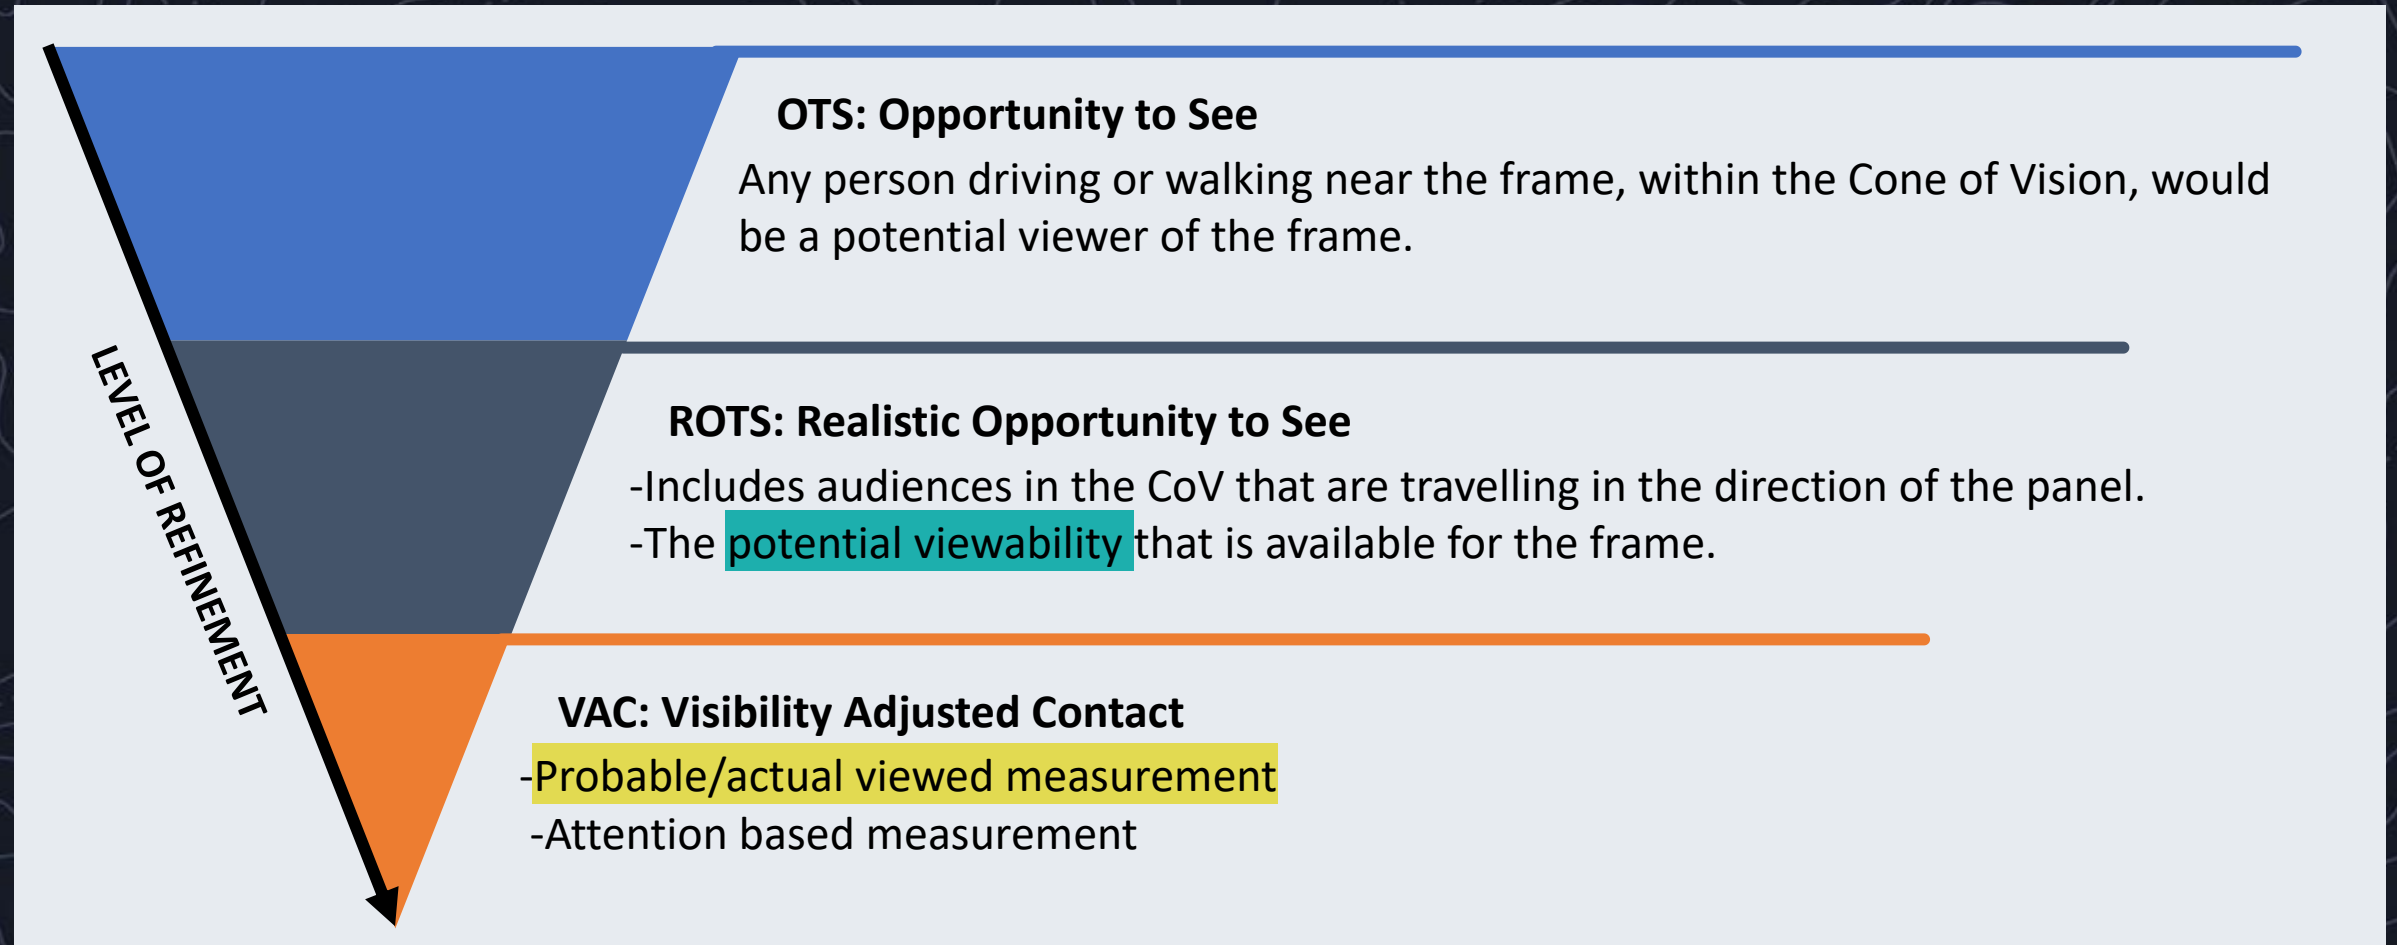 OTS: Opportunity to See
Any person driving or walking near the frame, within the Cone of Vision, would
be a potential viewer of the frame.
LEVEL OF REFINEMENT
ROTS: Realistic Opportunity to See
-Includes audiences in the CoV that are travelling in the direction of the panel.
-The potential viewability that is available for the frame.
VAC: Visibility Adjusted Contact
-Probable/actual viewed measurement
-Attention based measurement